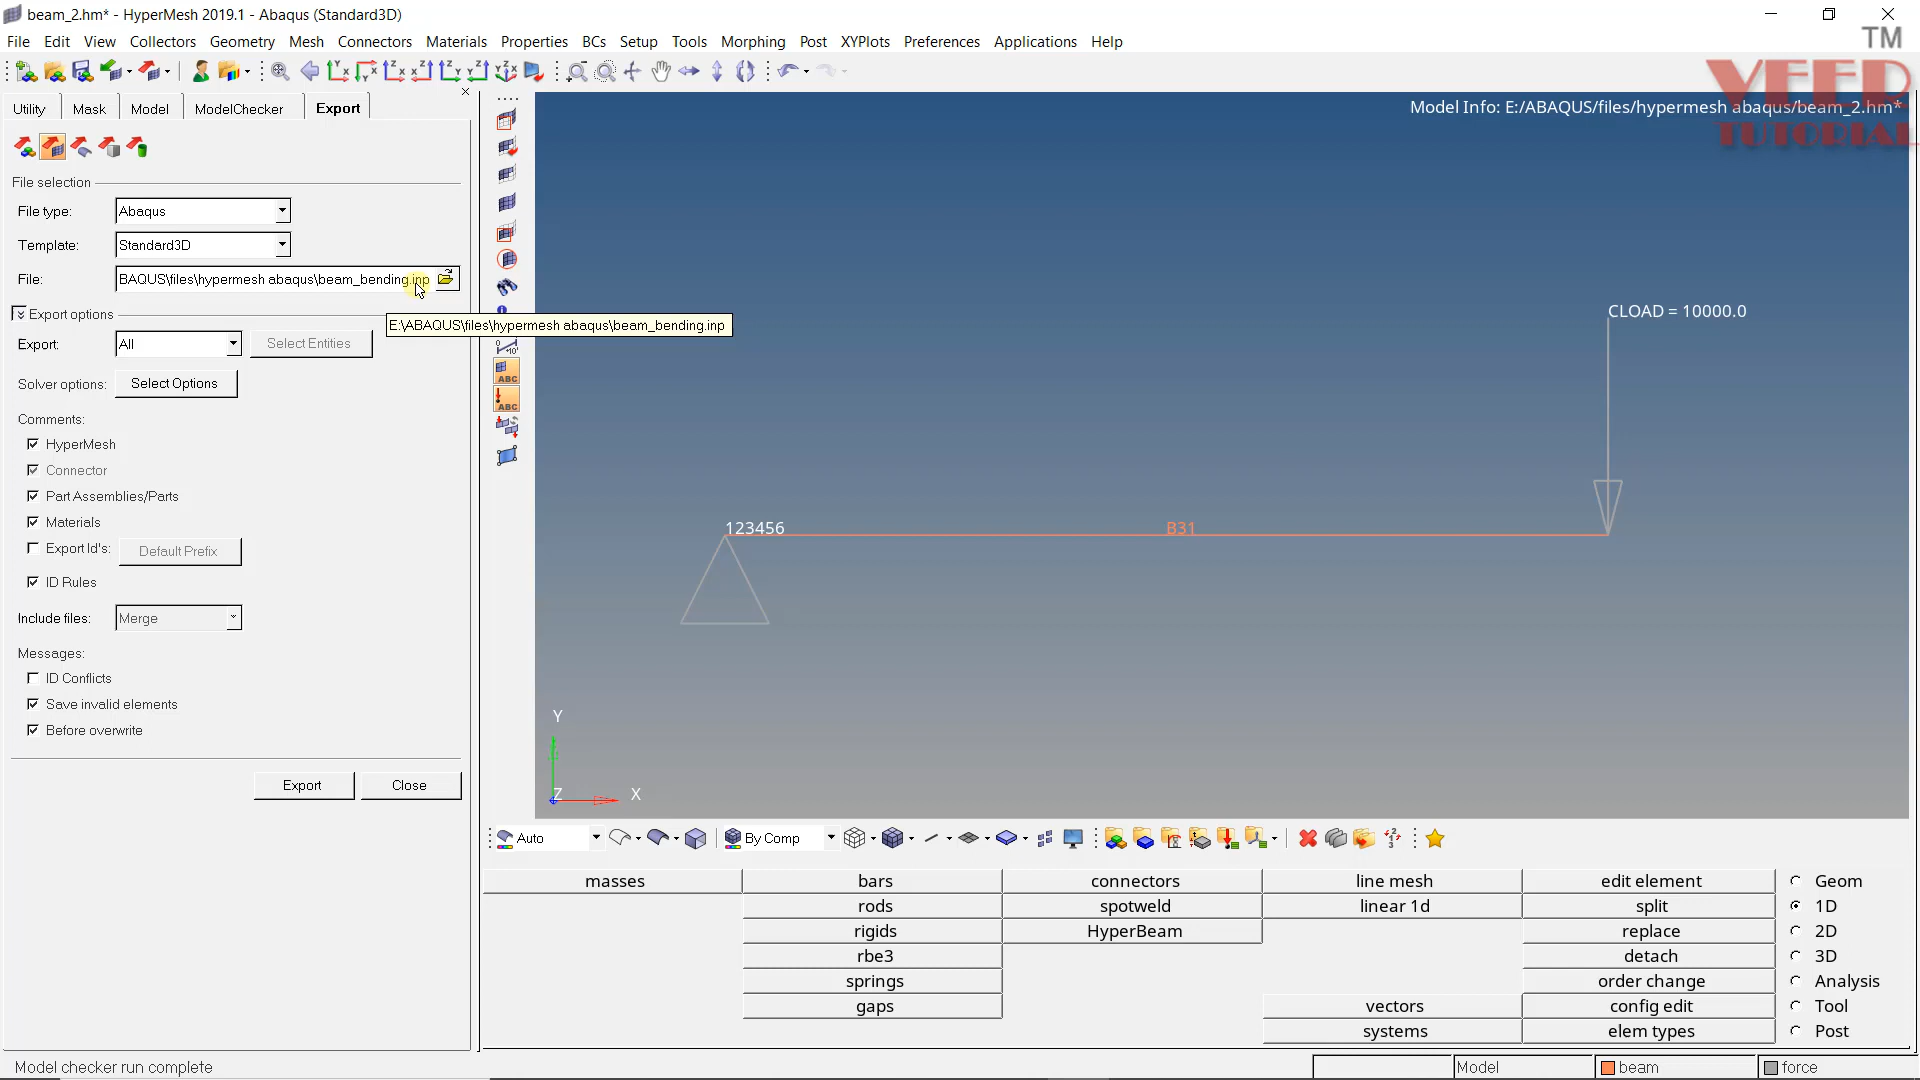 beam_2.hm* - HyperMesh 2019.1 - Abaqus (Standard3D)
File Edit View Collectors Geometry Mesh Connectors Materials Properties BCs Setup Tools Morphing Post XYPlots Preferences Applications Help
TM
VEER
TUTORIAL
Utility Mask Model ModelChecker Export
Model Info: E:/ABAQUS/files/hypermesh abaqus/beam_2.hm*
File selection
File type: Abaqus
Template: Standard3D
File: BAQUS\files\hypermesh abaqus\beam_bending.inp
Export options
E:\ABAQUS\files\hypermesh abaqus\beam_bending.inp
Export: All Select Entities
Solver options: Select Options
Comments:
HyperMesh
Connector
Part Assemblies/Parts
Materials
Export Id's: Default Prefix
ID Rules
Include files: Merge
Messages:
ID Conflicts
Save invalid elements
Before overwrite
Export Close
ABC
ABC
CLOAD = 10000.0
123456
B31
Y
Z
X
Auto By Comp
masses bars connectors line mesh edit element Geom
rods spotweld linear 1d split 1D
rigids HyperBeam replace 2D
rbe3 detach 3D
springs order change Analysis
gaps vectors config edit Tool
systems elem types Post
Model checker run complete Model beam force